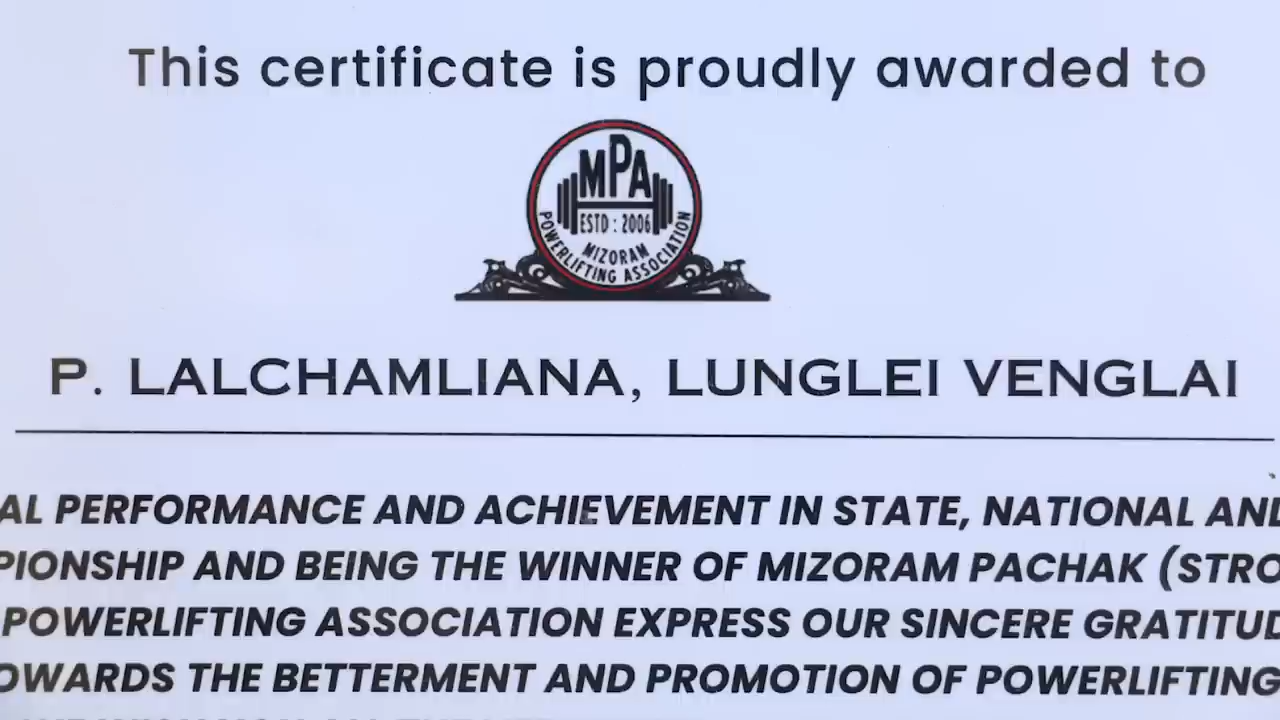 This certificate is proudly awarded to
MPA
ESTD : 2006
MIZORAM
POWERLIFTING ASSOCIATION
P. LALCHAMLIANA, LUNGLEI VENGLAI
AL PERFORMANCE AND ACHIEVEMENT IN STATE, NATIONAL AND
PIONSHIP AND BEING THE WINNER OF MIZORAM PACHAK (STRO
POWERLIFTING ASSOCIATION EXPRESS OUR SINCERE GRATITUD
OWARDS THE BETTERMENT AND PROMOTION OF POWERLIFTING